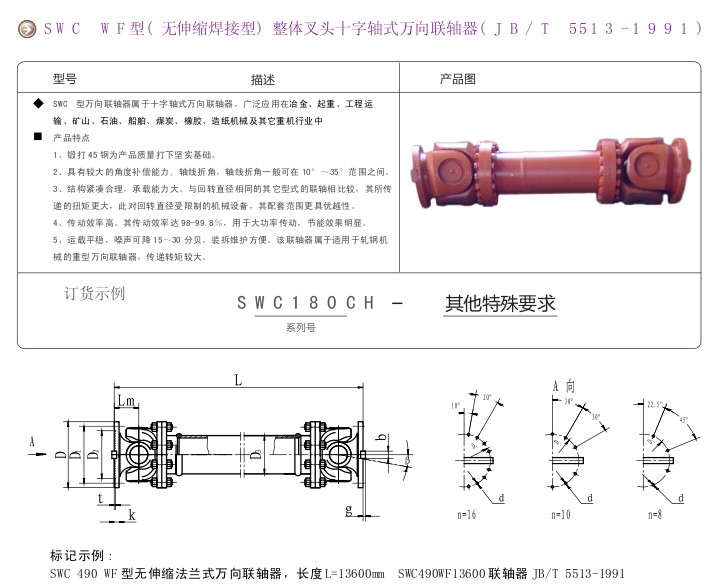 SWC WF型(无伸缩焊接型) 整体叉头十字轴式万向联轴器(JB/T 5513-1991)
型号 描述 产品图
◆ SWC 型万向联轴器属于十字轴式万向联轴器。广泛应用在冶金、起重、工程运
输、矿山、石油、船舶、煤炭、橡胶、造纸机械及其它重机行业中
■ 产品特点
1、锻打45钢为产品质量打下坚实基础。
2、具有较大的角度补偿能力。轴线折角,轴线折角一般可在10°~35°范围之间。
3、结构紧凑合理。承载能力大。与回转直径相同的其它型式的联轴相比较,其所传
递的扭矩更大,此对回转直径受限制的机械设备,其配套范围更具优越性。
4、传动效率高。其传动效率达98-99.8%,用于大功率传动,节能效果明显。
5、运载平稳,噪声可降15~30分贝,装拆维护方便。该联轴器属于适用于轧钢机
械的重型万向联轴器,传递转矩较大。
订货示例
SWC180CH - 其他特殊要求
系列号
L
Lm
A
D
D₁
D₂
D₃
b
β
t
k
g
A 向
18° 20°
38° 30°
22.5° 45°
d d d
n=16 n=10 n=8
标记示例:
SWC 490 WF型无伸缩法兰式万向联轴器,长度L=13600mm SWC490WF13600联轴器 JB/T 5513-1991